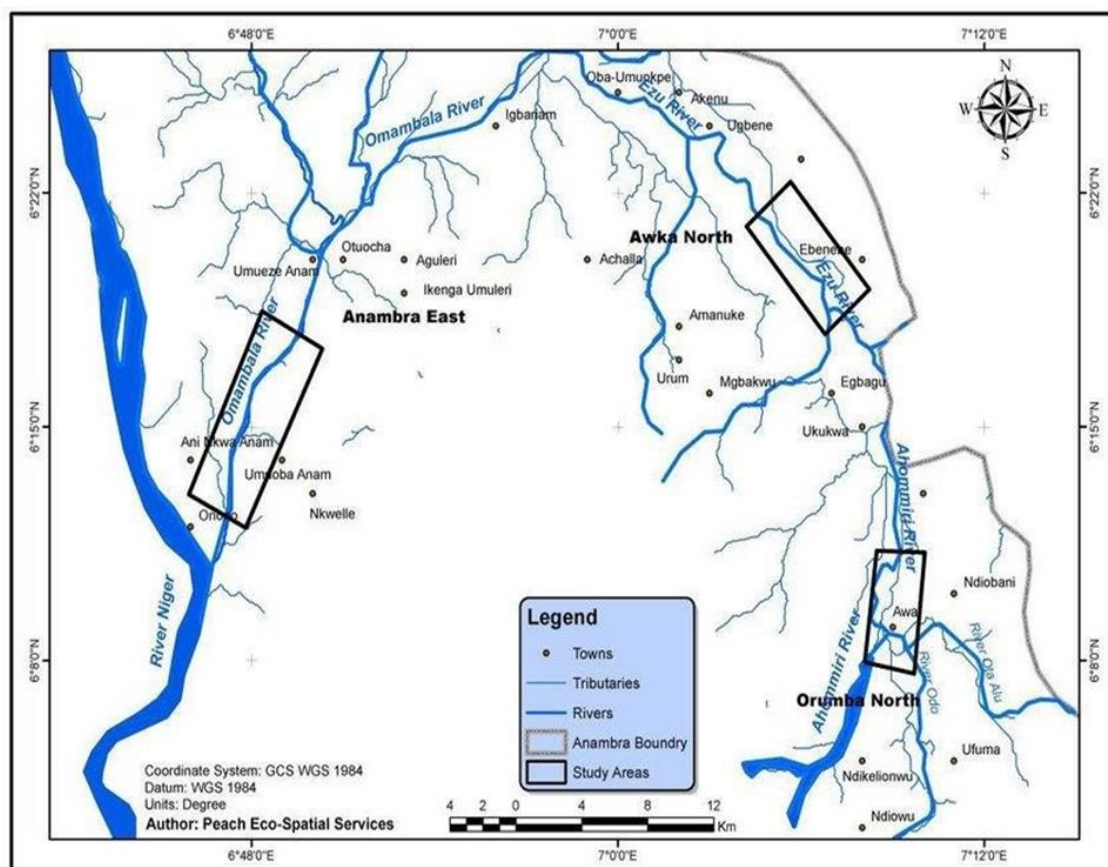 6°48'0"E
7°0'0"E
7°12'0"E
N
W
E
S
Oba-Umuokpe
Akenu
Ezu River
Ugbene
Omambala River
Igbariam
6°22'0"N
6°22'0"N
Awka North
Ebenebe
Ezu River
Otuocha
Umueze Anam
Aguleri
Achalla
Ikenga Umuleri
Anambra East
Amanuke
Omambala River
Urum
Mgbakwu
Egbagu
6°15'0"N
6°15'0"N
Ukukwa
Ani Nkwa Anam
Umuoba Anam
Nkwelle
Ahommiri River
River Niger
Ndiobani
Awa
Legend
Towns
Tributaries
Rivers
Anambra Boundry
Study Areas
6°8'0"N
6°8'0"N
Ahommiri River
River Odo
River Ota Alu
Orumba North
Ufuma
Ndikelionwu
Ndiowu
Coordinate System: GCS WGS 1984
Datum: WGS 1984
Units: Degree
Author: Peach Eco-Spatial Services
4 2 0 4 8 12
Km
6°48'0"E
7°0'0"E
7°12'0"E